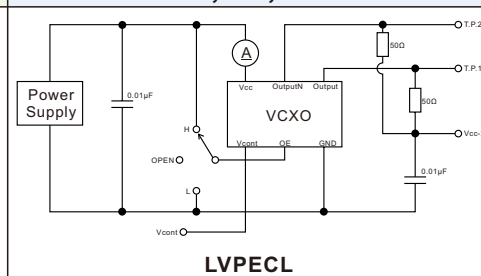 T.P.2
A
50Ω
T.P.1
Vcc OutputN Output
0.01μF
Power
Supply
50Ω
VCXO
H
Vcc-
Vcont OE GND
OPEN
0.01μF
L
Vcont
LVPECL